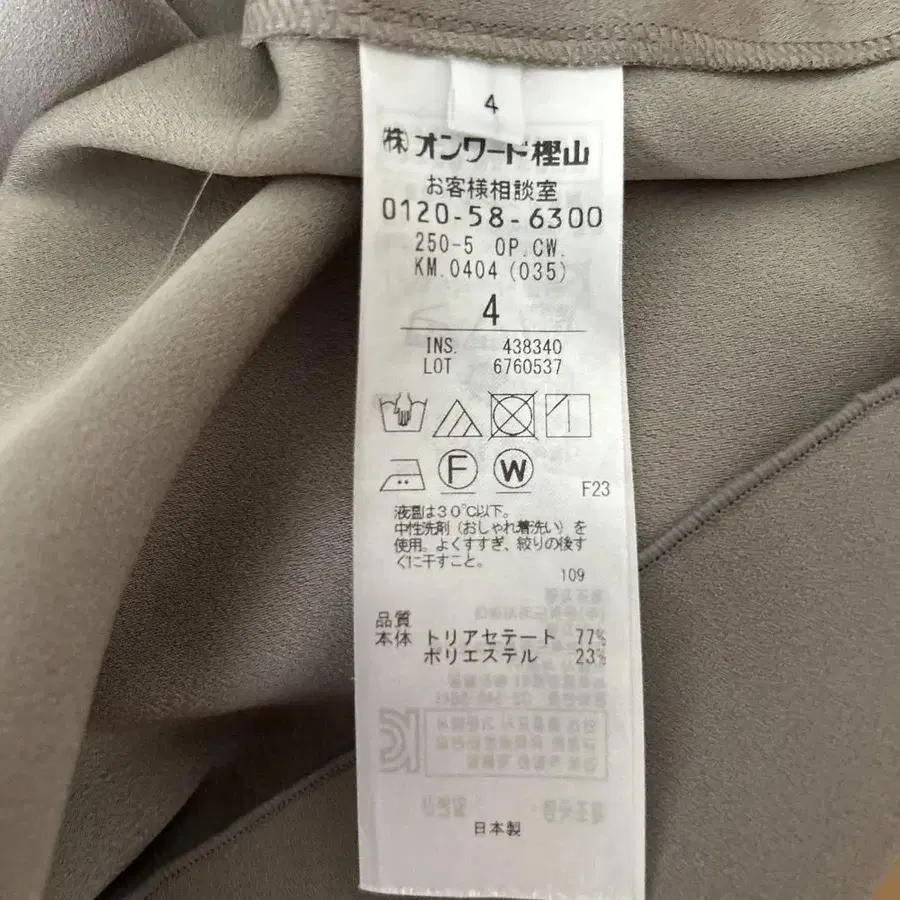 4
㈱オンワード樫山
お客様相談室
0120-58-6300
250-5 OP.CW.
KM.0404 (035)
4
INS. 438340
LOT 6760537
F W
F23
液温は30℃以下。
中性洗剤（おしゃれ着洗い）を
使用。よくすすぎ、絞りの後す
ぐに干すこと。
109
品質
本体 トリアセテート 77%
ポリエステル 23%
日本製